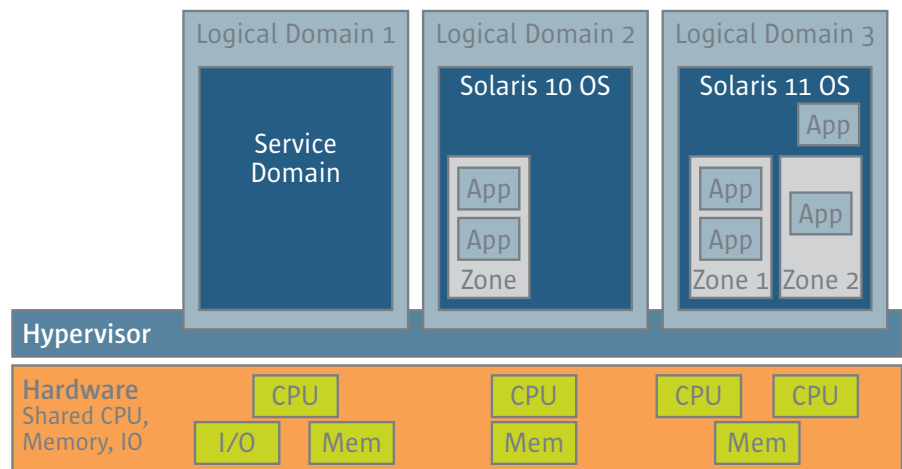 Logical Domain 1
Service
Domain
Logical Domain 2
Solaris 10 OS
App
App
Zone
Logical Domain 3
Solaris 11 OS
App
App
App
Zone 1
App
Zone 2
Hypervisor
Hardware
Shared CPU,
Memory, IO
CPU
I/O
Mem
CPU
Mem
CPU
CPU
Mem